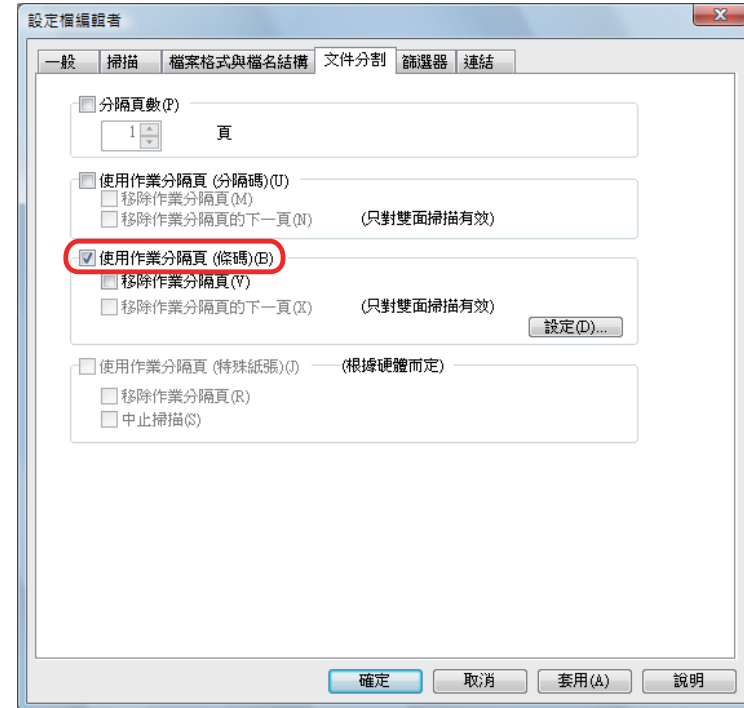 設定檔編輯者
一般 掃描 檔案格式與檔名結構 文件分割 篩選器 連結
分隔頁數(P)
1 頁
使用作業分隔頁 (分隔碼)(U)
移除作業分隔頁(M)
移除作業分隔頁的下一頁(N) (只對雙面掃描有效)
使用作業分隔頁 (條碼)(B)
移除作業分隔頁(V)
移除作業分隔頁的下一頁(X) (只對雙面掃描有效)
設定(D)...
使用作業分隔頁 (特殊紙張)(J) (根據硬體而定)
移除作業分隔頁(R)
中止掃描(S)
確定 取消 套用(A) 說明